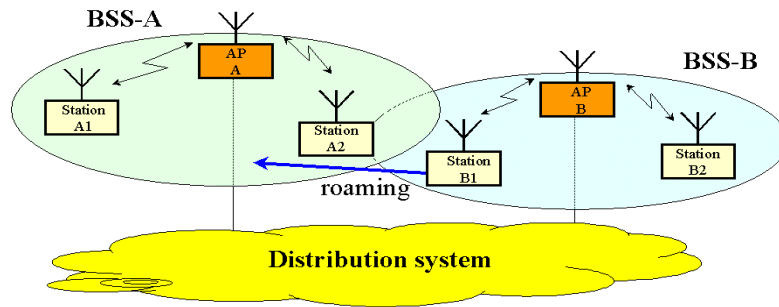 BSS-A
AP
A
BSS-B
AP
B
Station
A1
Station
A2
Station
B1
Station
B2
roaming
Distribution system